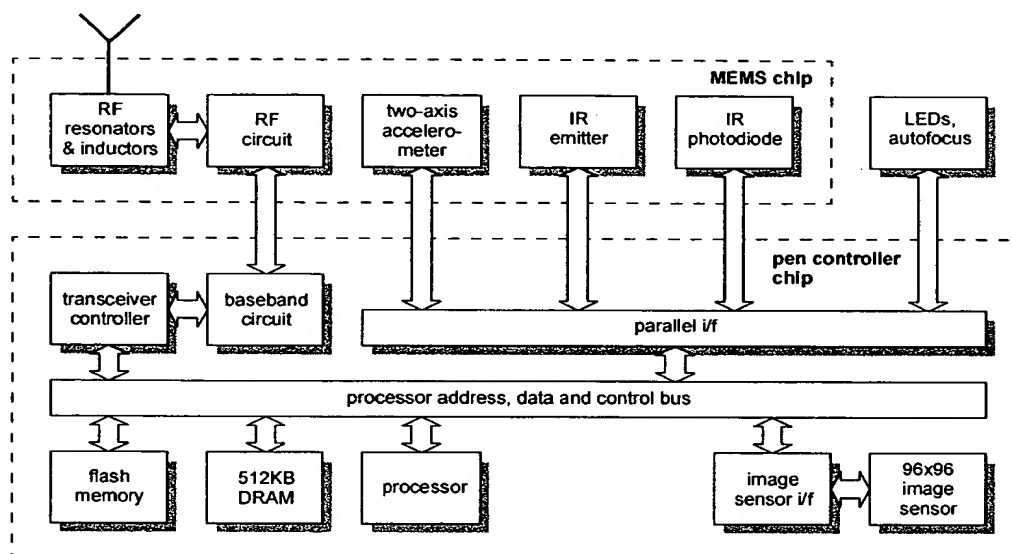 MEMS chip
RF
resonators
& inductors
RF
circuit
two-axis
accelero-
meter
IR
emitter
IR
photodiode
LEDs,
autofocus
pen controller
chip
transceiver
controller
baseband
circuit
parallel i/f
processor address, data and control bus
flash
memory
512KB
DRAM
processor
image
sensor i/f
96x96
image
sensor